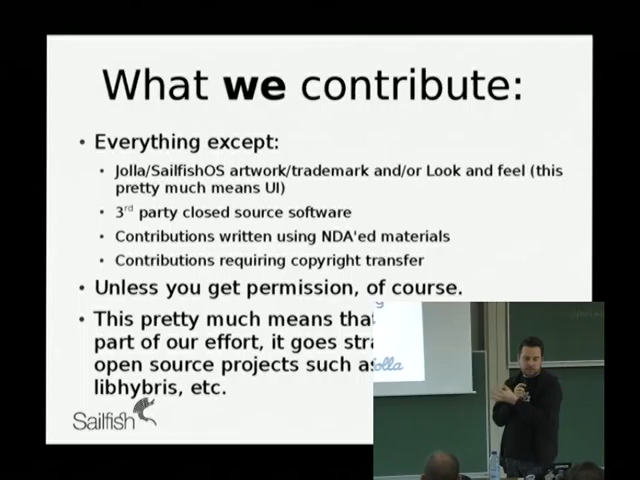 What we contribute:
• Everything except:
• Jolla/SailfishOS artwork/trademark and/or Look and feel (this
pretty much means UI)
• 3rd party closed source software
• Contributions written using NDA'ed materials
• Contributions requiring copyright transfer
• Unless you get permission, of course.
• This pretty much means that
part of our effort, it goes
open source projects such as
libhybris, etc.
Sailfish
olla